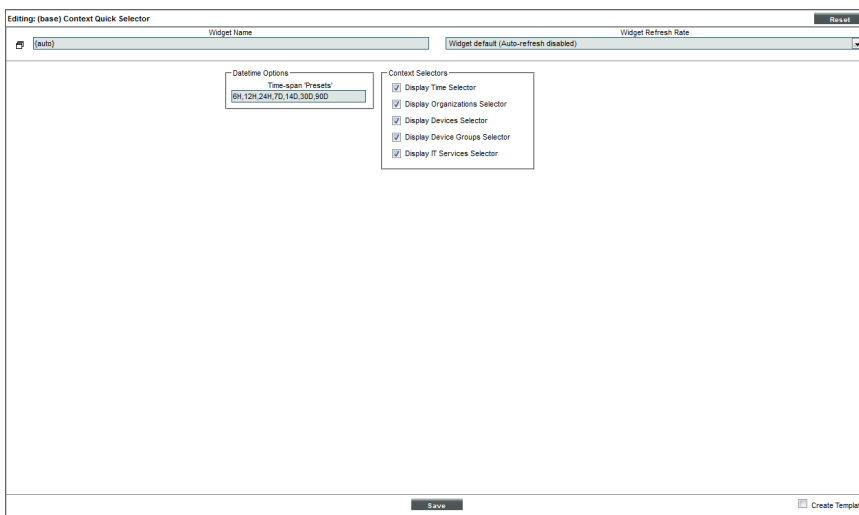 Editing: (base) Context Quick Selector
Reset
Widget Name
Widget Refresh Rate
{auto}
Widget default (Auto-refresh disabled)
Datetime Options
Time-span 'Presets'
6H,12H,24H,7D,14D,30D,90D
Context Selectors
Display Time Selector
Display Organizations Selector
Display Devices Selector
Display Device Groups Selector
Display IT Services Selector
Save
Create Templat